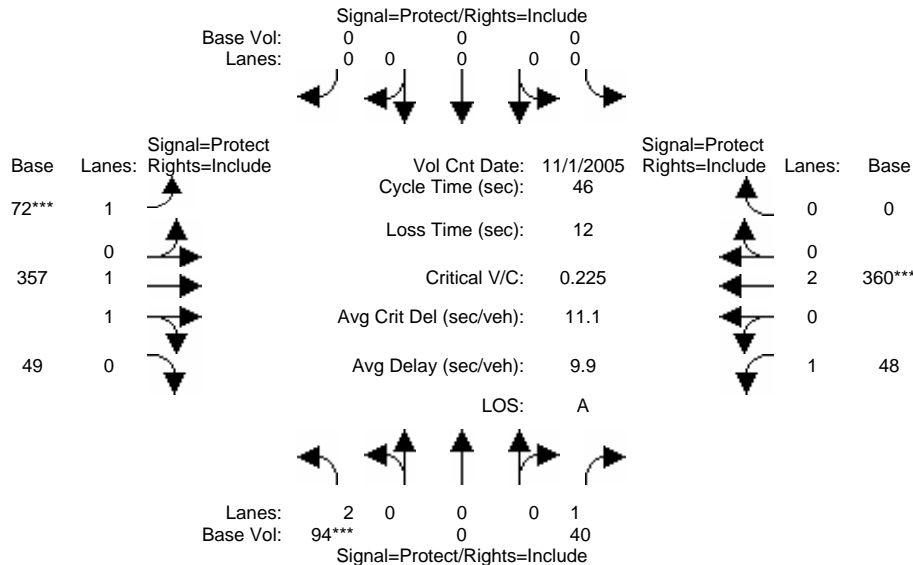 Signal=Protect/Rights=Include
Base Vol: 0 0 0
Lanes: 0 0 0 0 0
Signal=Protect Signal=Protect
Base Lanes: Rights=Include Vol Cnt Date: 11/1/2005 Rights=Include Lanes: Base
Cycle Time (sec): 46
72*** 1 0 0
Loss Time (sec): 12
0 0
357 1 Critical V/C: 0.225 2 360***
1 Avg Crit Del (sec/veh): 11.1 0
49 0 Avg Delay (sec/veh): 9.9 1 48
LOS: A
Lanes: 2 0 0 0 1
Base Vol: 94*** 0 40
Signal=Protect/Rights=Include